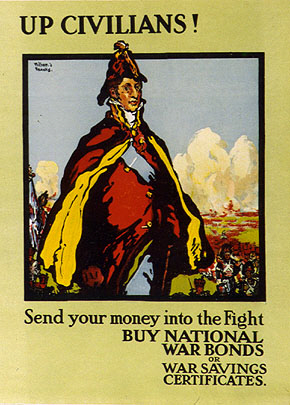 UP CIVILIANS!
Send your money into the Fight
BUY NATIONAL
WAR BONDS
OR
WAR SAVINGS
CERTIFICATES.